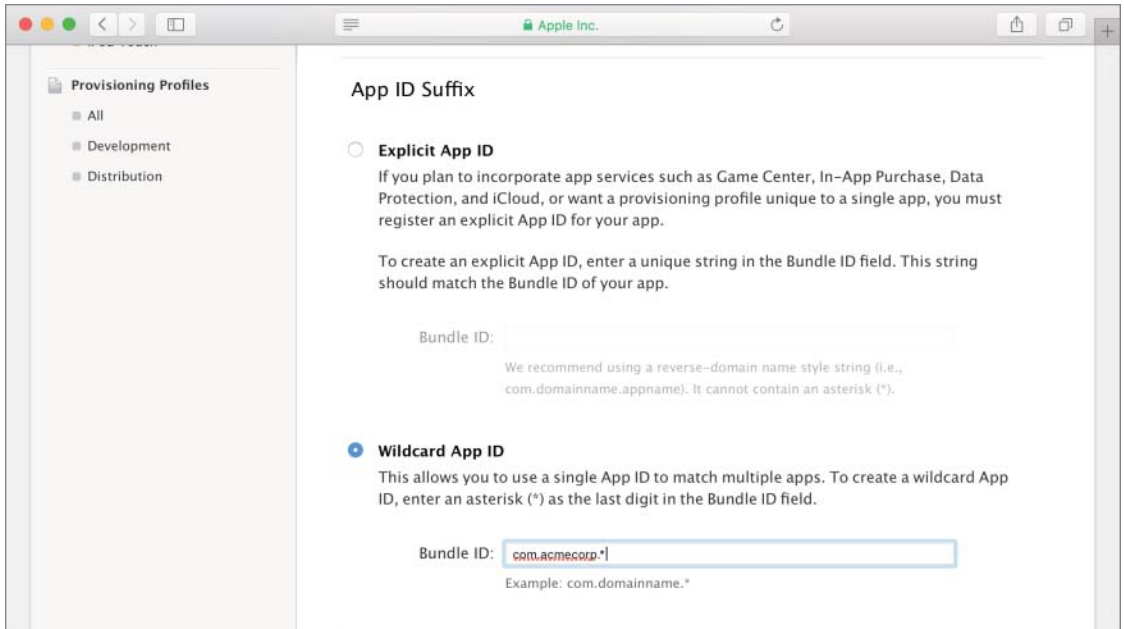 Apple Inc.
Provisioning Profiles
All
Development
Distribution
App ID Suffix
Explicit App ID
If you plan to incorporate app services such as Game Center, In-App Purchase, Data
Protection, and iCloud, or want a provisioning profile unique to a single app, you must
register an explicit App ID for your app.
To create an explicit App ID, enter a unique string in the Bundle ID field. This string
should match the Bundle ID of your app.
Bundle ID:
We recommend using a reverse-domain name style string (i.e.,
com.domainname.appname). It cannot contain an asterisk (*).
Wildcard App ID
This allows you to use a single App ID to match multiple apps. To create a wildcard App
ID, enter an asterisk (*) as the last digit in the Bundle ID field.
Bundle ID: com.acmecorp.*
Example: com.domainname.*